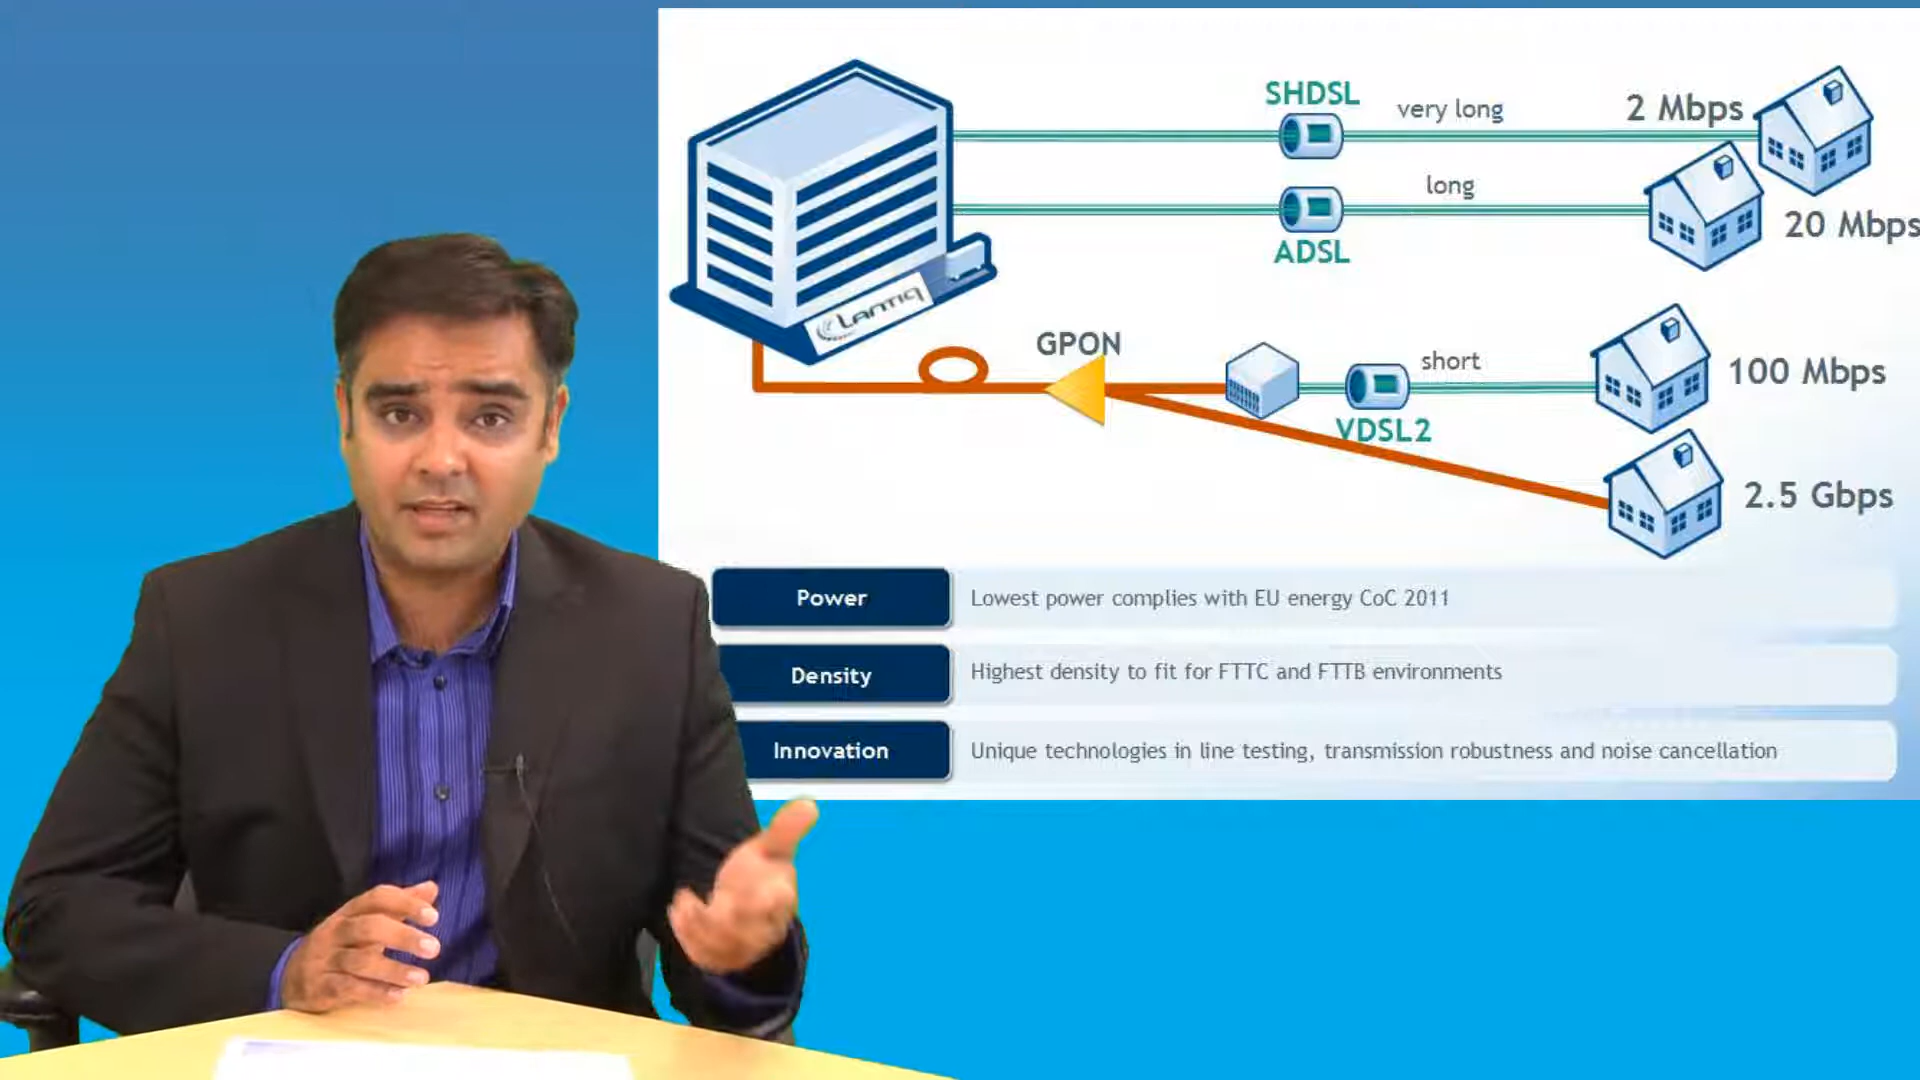 SHDSL
very long
2 Mbps
long
ADSL
20 Mbps
LANTIQ
GPON
short
100 Mbps
VDSL2
2.5 Gbps
Power
Lowest power complies with EU energy CoC 2011
Density
Highest density to fit for FTTC and FTTB environments
Innovation
Unique technologies in line testing, transmission robustness and noise cancellation